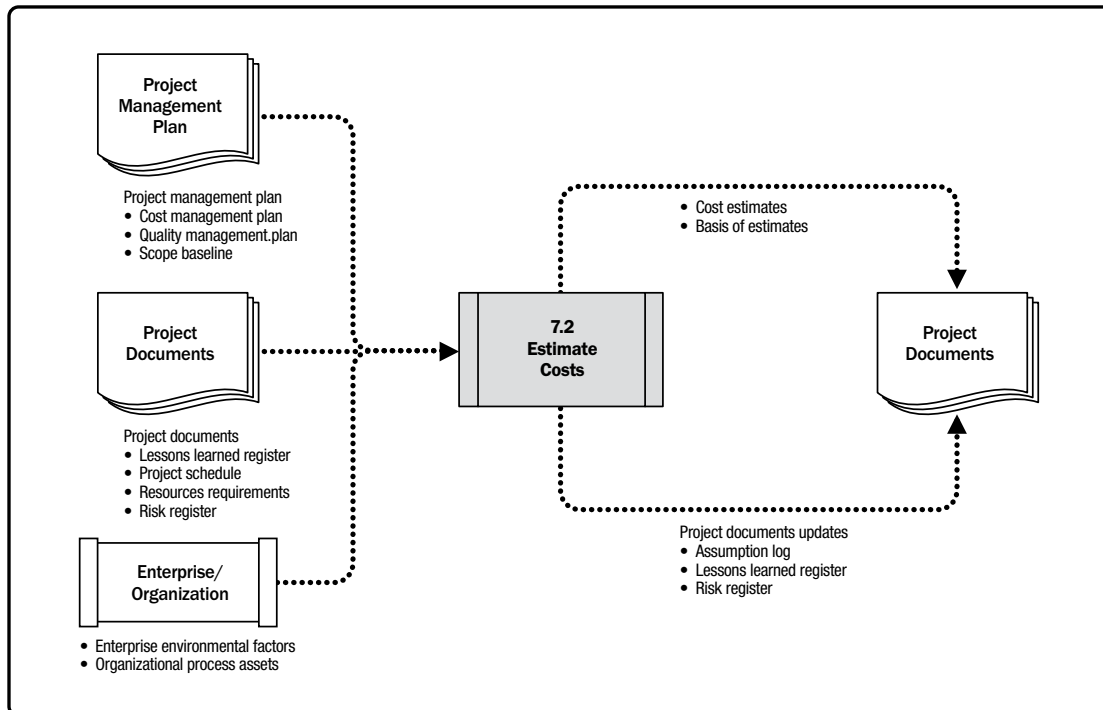 Project
Management
Plan
Project management plan
• Cost management plan
• Quality management.plan
• Scope baseline
Project
Documents
Project documents
• Lessons learned register
• Project schedule
• Resources requirements
• Risk register
Enterprise/
Organization
• Enterprise environmental factors
• Organizational process assets
7.2
Estimate
Costs
• Cost estimates
• Basis of estimates
Project
Documents
Project documents updates
• Assumption log
• Lessons learned register
• Risk register